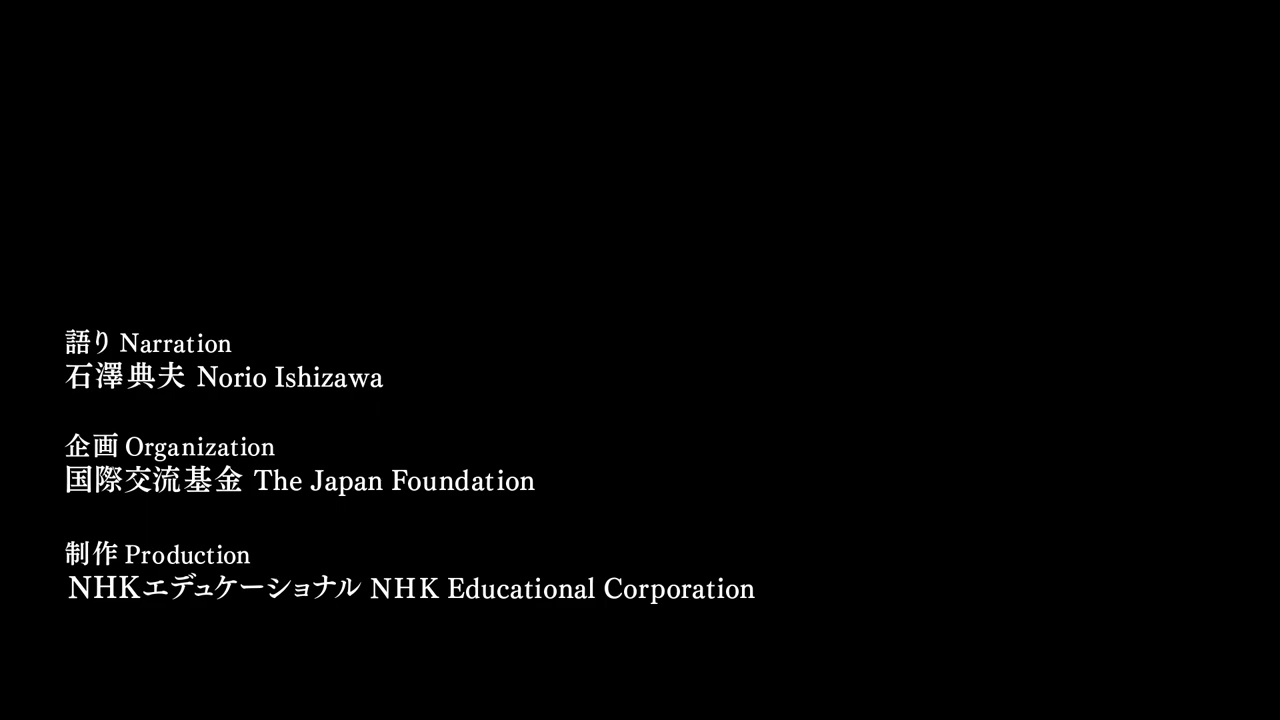 語り Narration
石澤典夫 Norio Ishizawa
企画 Organization
国際交流基金 The Japan Foundation
制作 Production
NHKエデュケーショナル NHK Educational Corporation